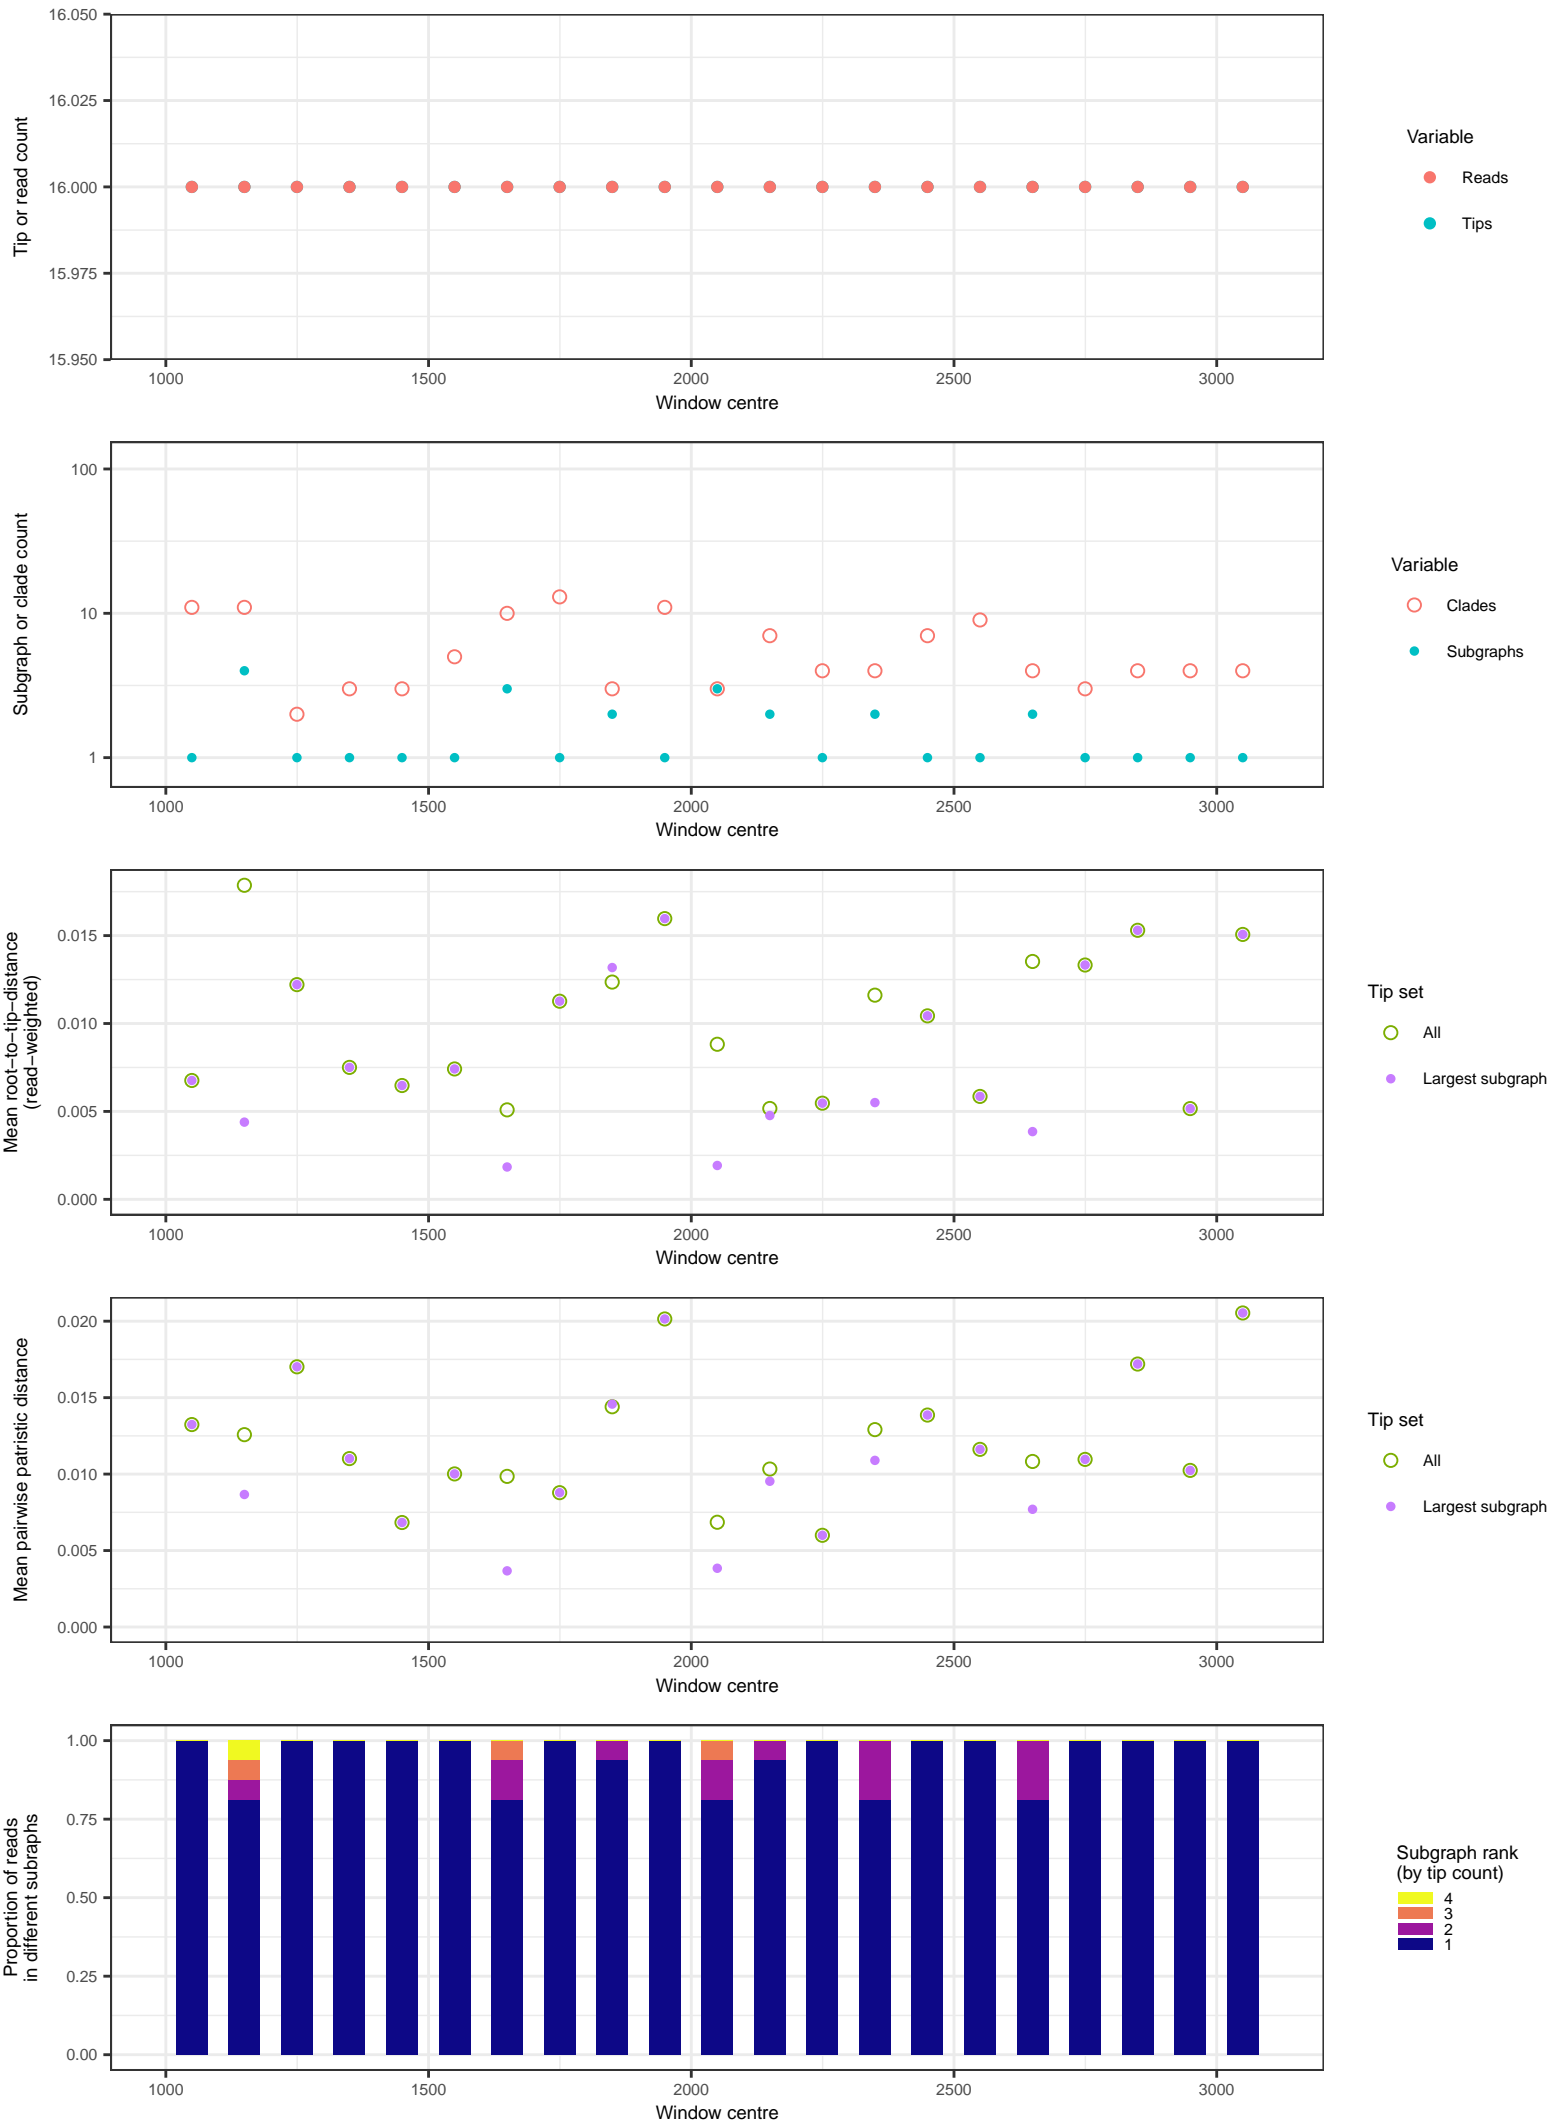 16.050
16.025
16.000
15.975
15.950
Tip or read count
1000 1500 2000 2500 3000
Window centre
Variable
Reads
Tips
100
10
1
Subgraph or clade count
1000 1500 2000 2500 3000
Window centre
Variable
Clades
Subgraphs
0.015
0.010
0.005
0.000
Mean root−to−tip−distance
(read−weighted)
1000 1500 2000 2500 3000
Window centre
Tip set
All
Largest subgraph
0.020
0.015
0.010
0.005
0.000
Mean pairwise patristic distance
1000 1500 2000 2500 3000
Window centre
Tip set
All
Largest subgraph
1.00
0.75
0.50
0.25
0.00
Proportion of reads
in different subraphs
1000 1500 2000 2500 3000
Window centre
Subgraph rank
(by tip count)
4
3
2
1